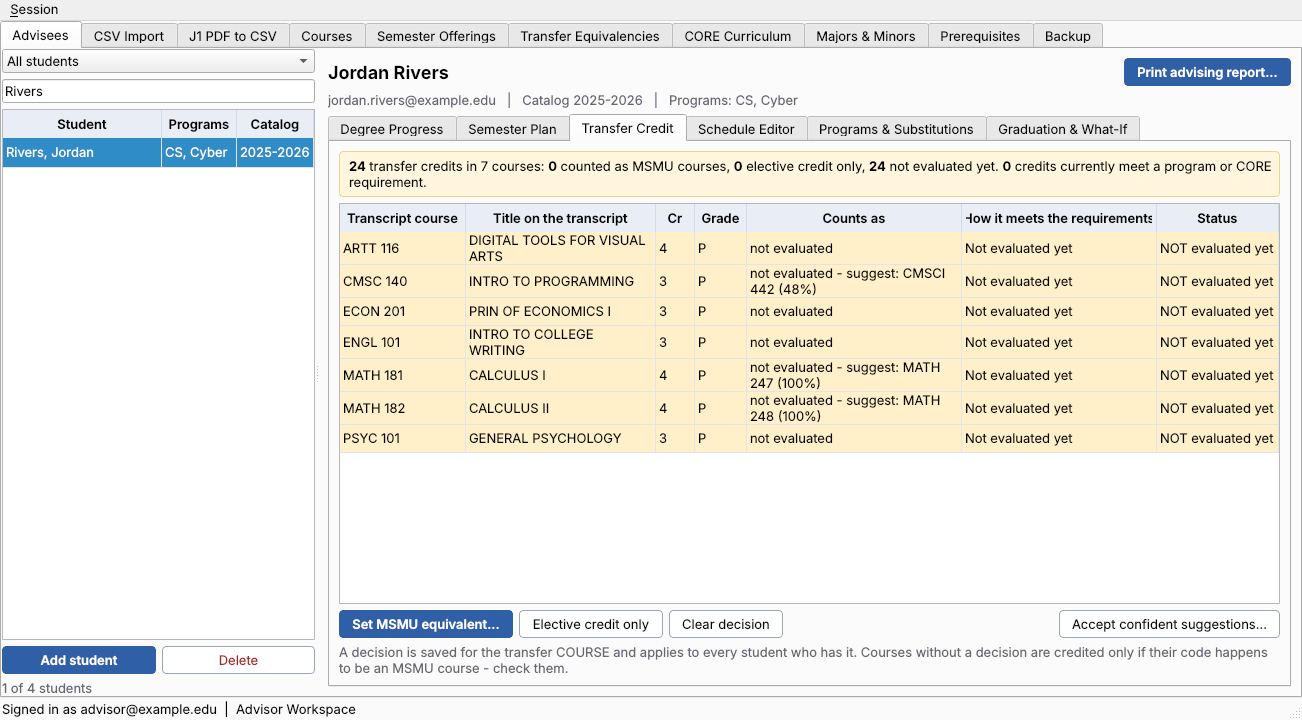 Session
Advisees CSV Import J1 PDF to CSV Courses Semester Offerings Transfer Equivalencies CORE Curriculum Majors & Minors Prerequisites Backup
All students
Rivers
Student Programs Catalog
Rivers, Jordan CS, Cyber 2025-2026
Add student Delete
1 of 4 students
Jordan Rivers
Print advising report...
jordan.rivers@example.edu | Catalog 2025-2026 | Programs: CS, Cyber
Degree Progress Semester Plan Transfer Credit Schedule Editor Programs & Substitutions Graduation & What-If
24 transfer credits in 7 courses: 0 counted as MSMU courses, 0 elective credit only, 24 not evaluated yet. 0 credits currently meet a program or CORE
requirement.
Transcript course Title on the transcript Cr Grade Counts as How it meets the requirements Status
ARTT 116 DIGITAL TOOLS FOR VISUAL ARTS 4 P not evaluated Not evaluated yet NOT evaluated yet
CMSC 140 INTRO TO PROGRAMMING 3 P not evaluated - suggest: CMSCI 442 (48%) Not evaluated yet NOT evaluated yet
ECON 201 PRIN OF ECONOMICS I 3 P not evaluated Not evaluated yet NOT evaluated yet
ENGL 101 INTRO TO COLLEGE WRITING 3 P not evaluated Not evaluated yet NOT evaluated yet
MATH 181 CALCULUS I 4 P not evaluated - suggest: MATH 247 (100%) Not evaluated yet NOT evaluated yet
MATH 182 CALCULUS II 4 P not evaluated - suggest: MATH 248 (100%) Not evaluated yet NOT evaluated yet
PSYC 101 GENERAL PSYCHOLOGY 3 P not evaluated Not evaluated yet NOT evaluated yet
Set MSMU equivalent... Elective credit only Clear decision Accept confident suggestions...
A decision is saved for the transfer COURSE and applies to every student who has it. Courses without a decision are credited only if their code happens
to be an MSMU course - check them.
Signed in as advisor@example.edu | Advisor Workspace